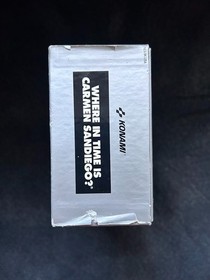 KONAMI
WHERE IN TIME IS
CARMEN SANDIEGO?